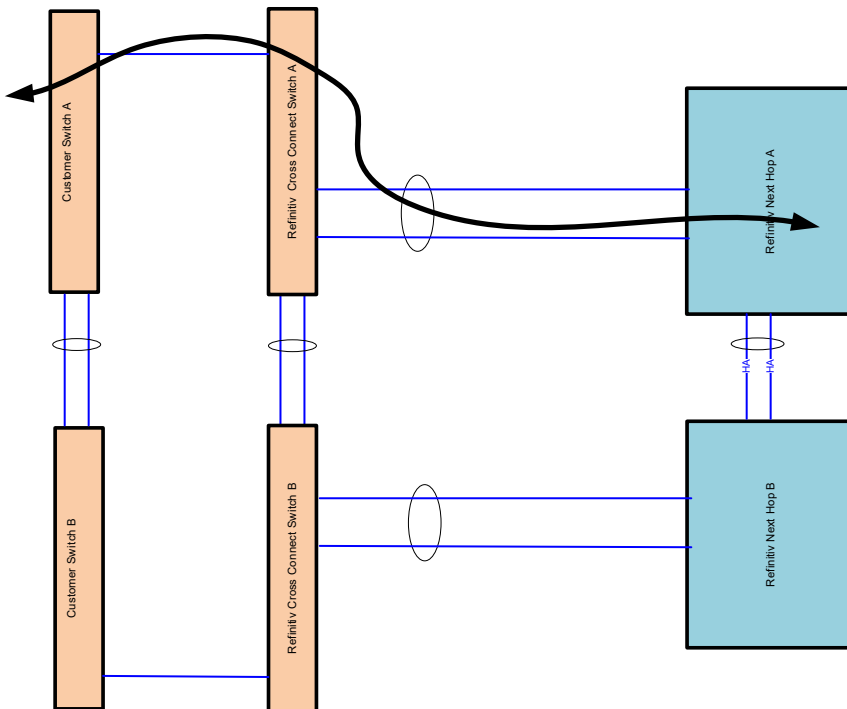 Customer Switch A
Refinitiv Cross Connect Switch A
Refinitiv Next Hop A
HA
HA
Customer Switch B
Refinitiv Cross Connect Switch B
Refinitiv Next Hop B